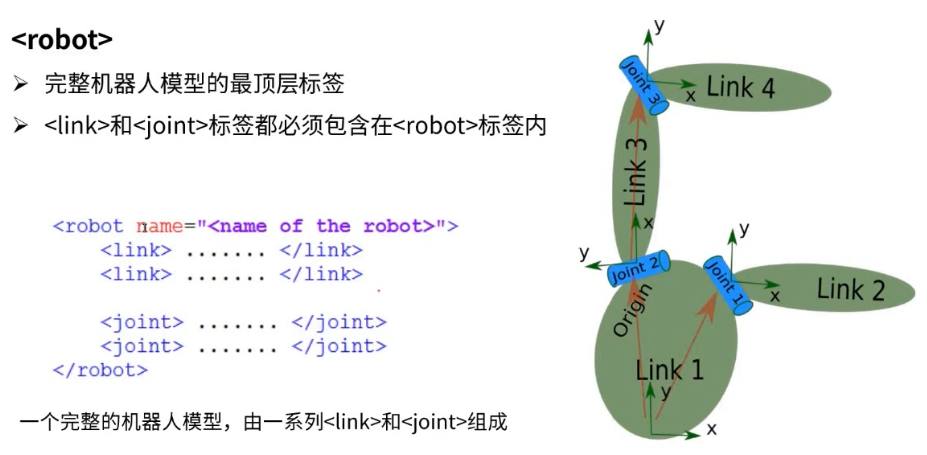 <robot>
➢ 完整机器人模型的最顶层标签
➢ <link>和<joint>标签都必须包含在<robot>标签内
<robot name="<name of the robot>">
<link> ....... </link>
<link> ....... </link>
<joint> ....... </joint>
<joint> ....... </joint>
</robot>
一个完整的机器人模型，由一系列<link>和<joint>组成
y
Joint 3
x
Link 4
Link 3
x
y
Joint 2
y
Joint 1
x
Link 2
Origin
Link 1
y
x